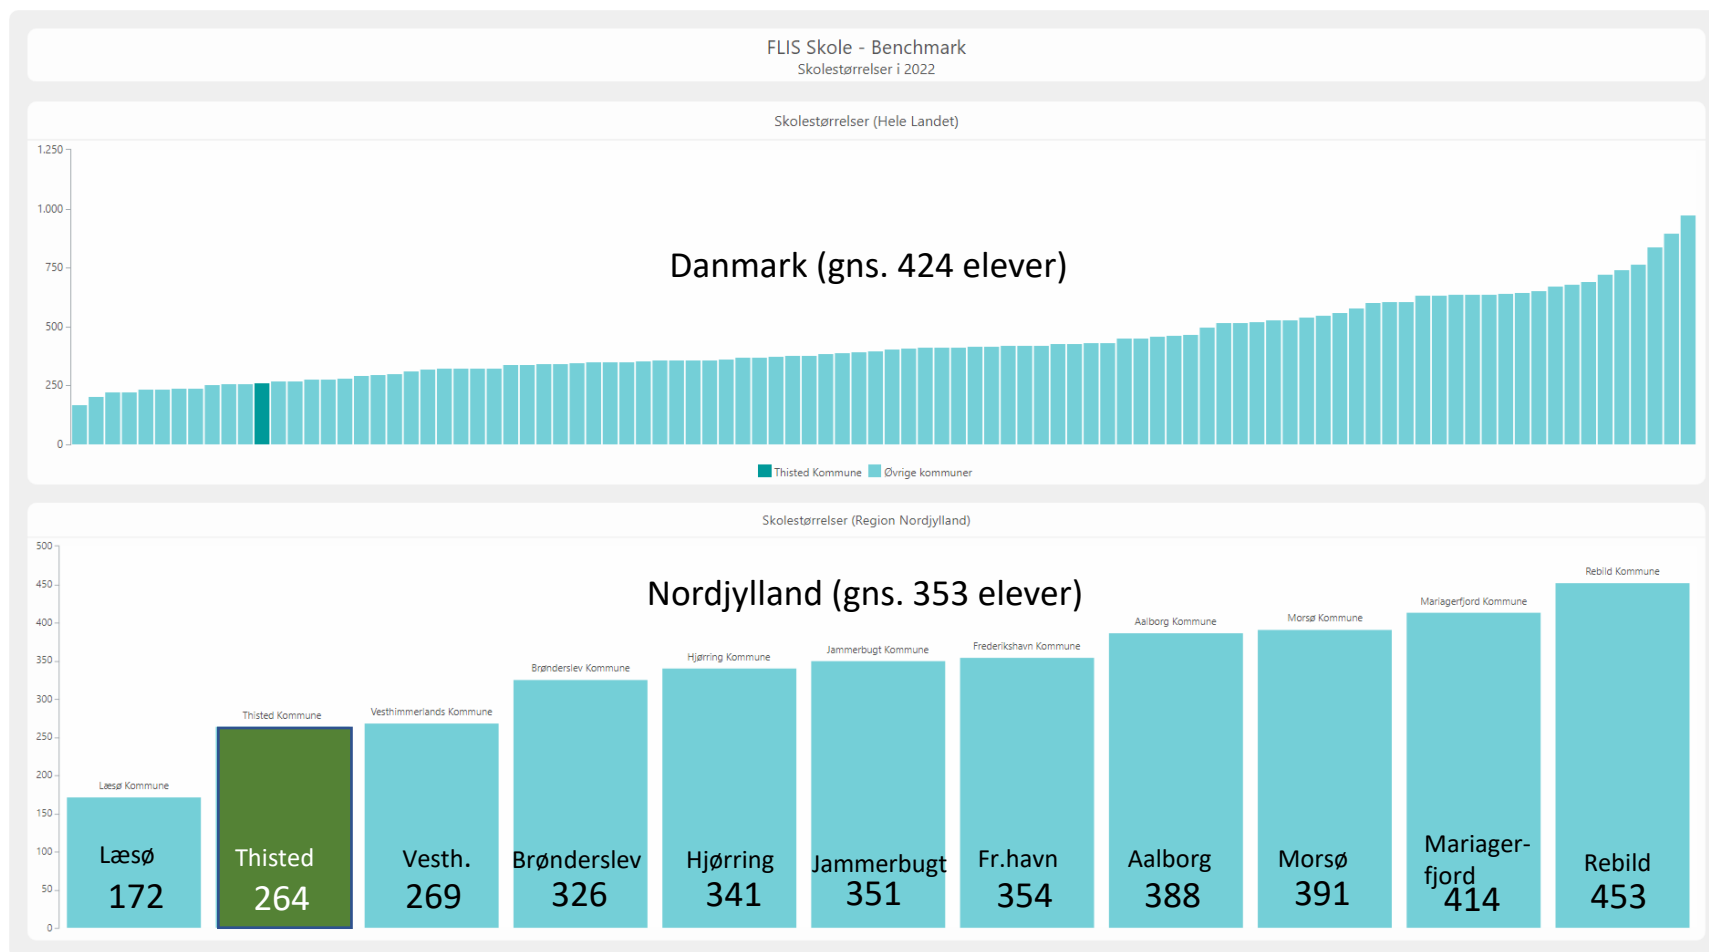 FLIS Skole - Benchmark
Skolestørrelser i 2022
Skolestørrelser (Hele Landet)
1.250
1.000
750
500
250
0
Danmark (gns. 424 elever)
Thisted Kommune
Øvrige kommuner
Skolestørrelser (Region Nordjylland)
500
450
400
350
300
250
200
150
100
50
0
Nordjylland (gns. 353 elever)
Læsø Kommune
Thisted Kommune
Vesthimmerlands Kommune
Brønderslev Kommune
Hjørring Kommune
Jammerbugt Kommune
Frederikshavn Kommune
Aalborg Kommune
Morsø Kommune
Mariagerfjord Kommune
Rebild Kommune
Læsø
172
Thisted
264
Vesth.
269
Brønderslev
326
Hjørring
341
Jammerbugt
351
Fr.havn
354
Aalborg
388
Morsø
391
Mariager-
fjord
414
Rebild
453